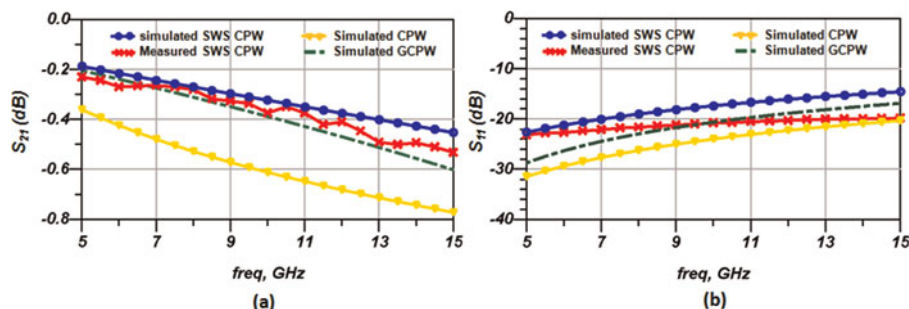 0.0
simulated SWS CPW
Simulated CPW
Measured SWS CPW
Simulated GCPW
-0.2
-0.4
-0.6
-0.8
S21 (dB)
5 7 9 11 13 15
freq, GHz
(a)
0
simulated SWS CPW
Simulated CPW
Measured SWS CPW
Simulated GCPW
-10
-20
-30
-40
S11 (dB)
5 7 9 11 13 15
freq, GHz
(b)